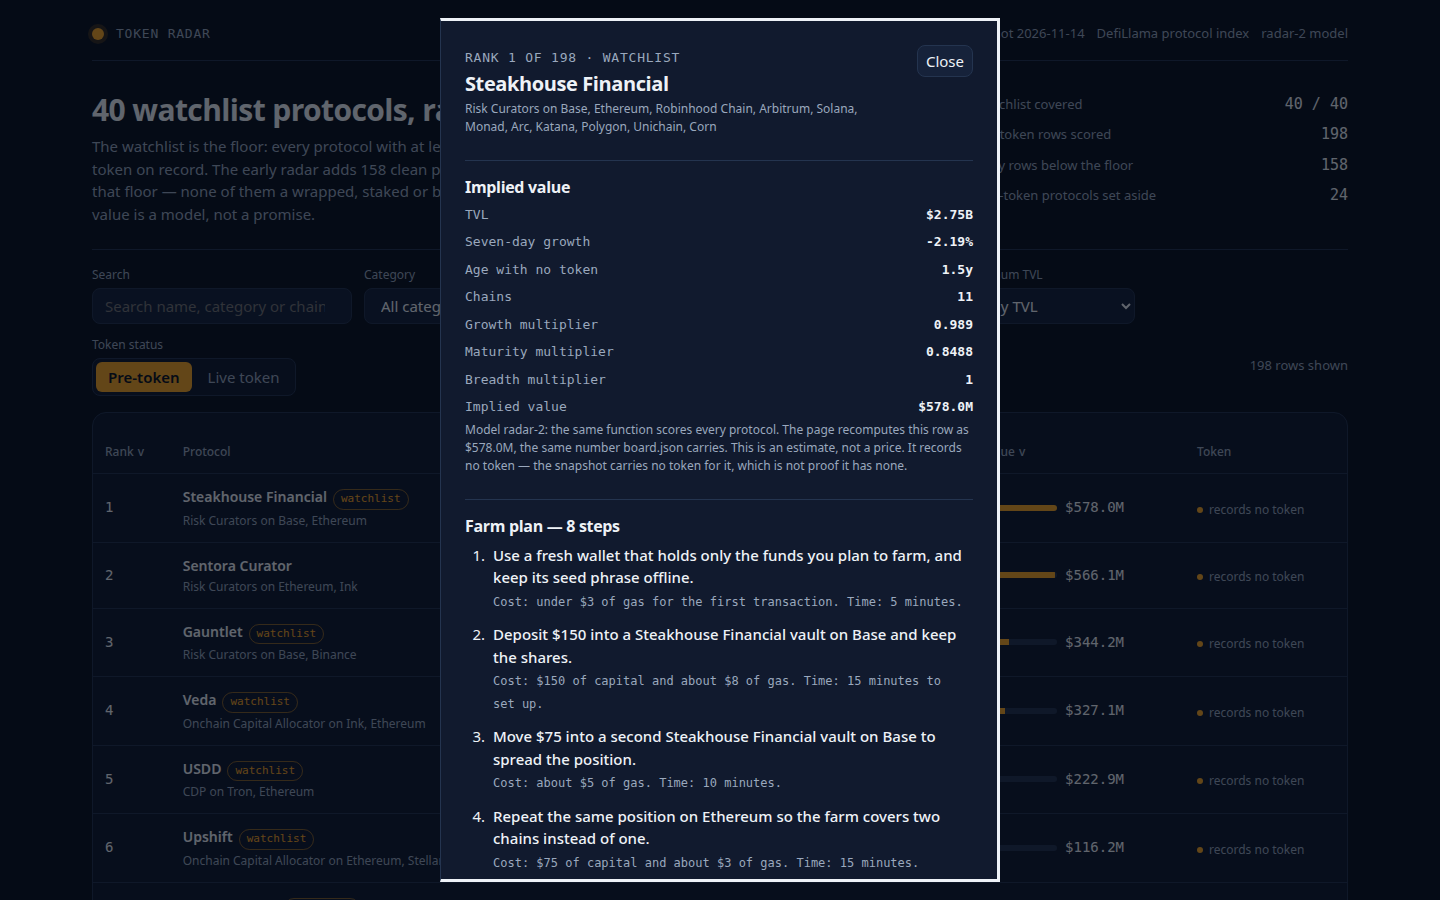 TOKEN RADAR
ot 2026-11-14 DefiLlama protocol index radar-2 model
40 watchlist protocols, ra
The watchlist is the floor: every protocol with at le
token on record. The early radar adds 158 clean p
that floor — none of them a wrapped, staked or b
value is a model, not a promise.
chlist covered 40 / 40
token rows scored 198
y rows below the floor 158
-token protocols set aside 24
Search
Category
um TVL
Search name, category or chain
All categ
y TVL
Token status
Pre-token Live token
198 rows shown
Rank v Protocol ue v Token
1 Steakhouse Financial watchlist $578.0M records no token
Risk Curators on Base, Ethereum
2 Sentora Curator $566.1M records no token
Risk Curators on Ethereum, Ink
3 Gauntlet watchlist $344.2M records no token
Risk Curators on Base, Binance
4 Veda watchlist $327.1M records no token
Onchain Capital Allocator on Ink, Ethereum
5 USDD watchlist $222.9M records no token
CDP on Tron, Ethereum
6 Upshift watchlist $116.2M records no token
Onchain Capital Allocator on Ethereum, Stella
RANK 1 OF 198 · WATCHLIST
Close
Steakhouse Financial
Risk Curators on Base, Ethereum, Robinhood Chain, Arbitrum, Solana,
Monad, Arc, Katana, Polygon, Unichain, Corn
Implied value
TVL $2.75B
Seven-day growth -2.19%
Age with no token 1.5y
Chains 11
Growth multiplier 0.989
Maturity multiplier 0.8488
Breadth multiplier 1
Implied value $578.0M
Model radar-2: the same function scores every protocol. The page recomputes this row as
$578.0M, the same number board.json carries. This is an estimate, not a price. It records
no token — the snapshot carries no token for it, which is not proof it has none.
Farm plan — 8 steps
1. Use a fresh wallet that holds only the funds you plan to farm, and
keep its seed phrase offline.
Cost: under $3 of gas for the first transaction. Time: 5 minutes.
2. Deposit $150 into a Steakhouse Financial vault on Base and keep
the shares.
Cost: $150 of capital and about $8 of gas. Time: 15 minutes to
set up.
3. Move $75 into a second Steakhouse Financial vault on Base to
spread the position.
Cost: about $5 of gas. Time: 10 minutes.
4. Repeat the same position on Ethereum so the farm covers two
chains instead of one.
Cost: $75 of capital and about $3 of gas. Time: 15 minutes.